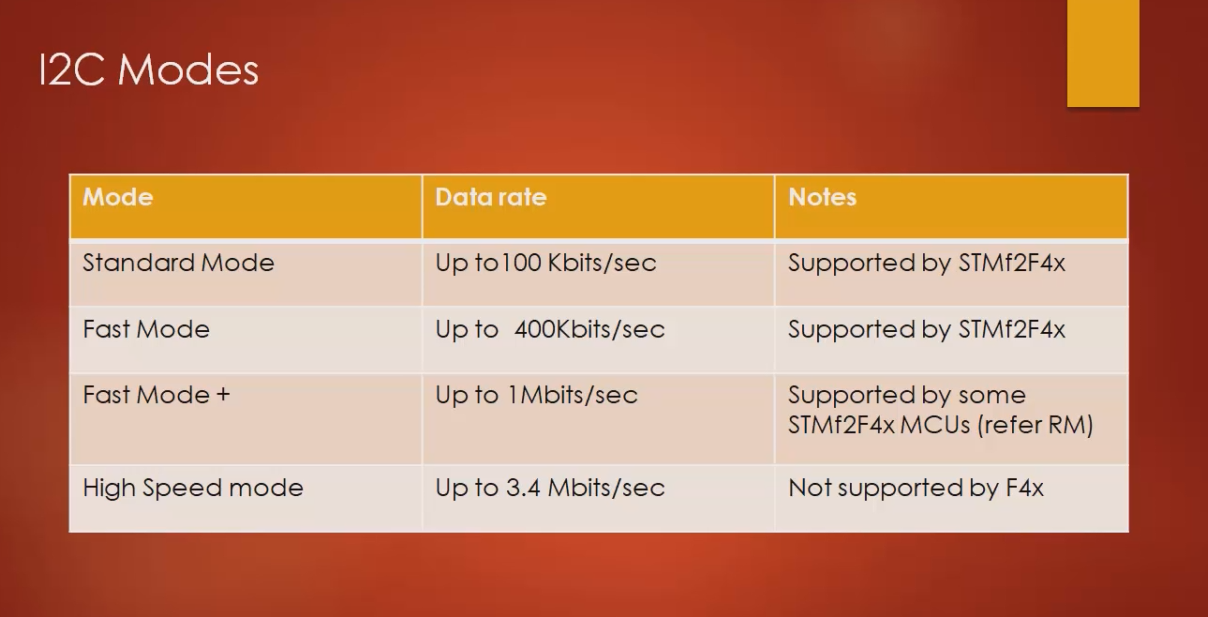 I2C Modes
Mode Data rate Notes
Standard Mode Up to100 Kbits/sec Supported by STMf2F4x
Fast Mode Up to 400Kbits/sec Supported by STMf2F4x
Fast Mode + Up to 1Mbits/sec Supported by some
STMf2F4x MCUs (refer RM)
High Speed mode Up to 3.4 Mbits/sec Not supported by F4x